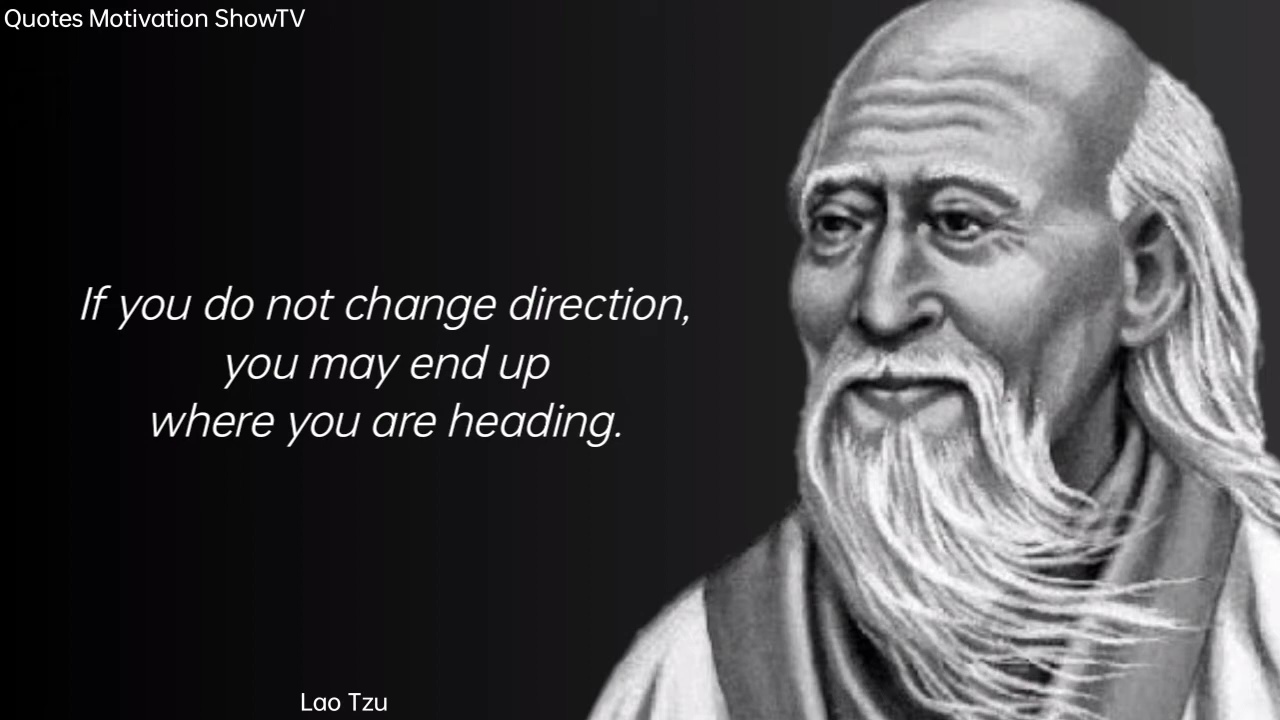 Quotes Motivation ShowTV
If you do not change direction,
you may end up
where you are heading.
Lao Tzu